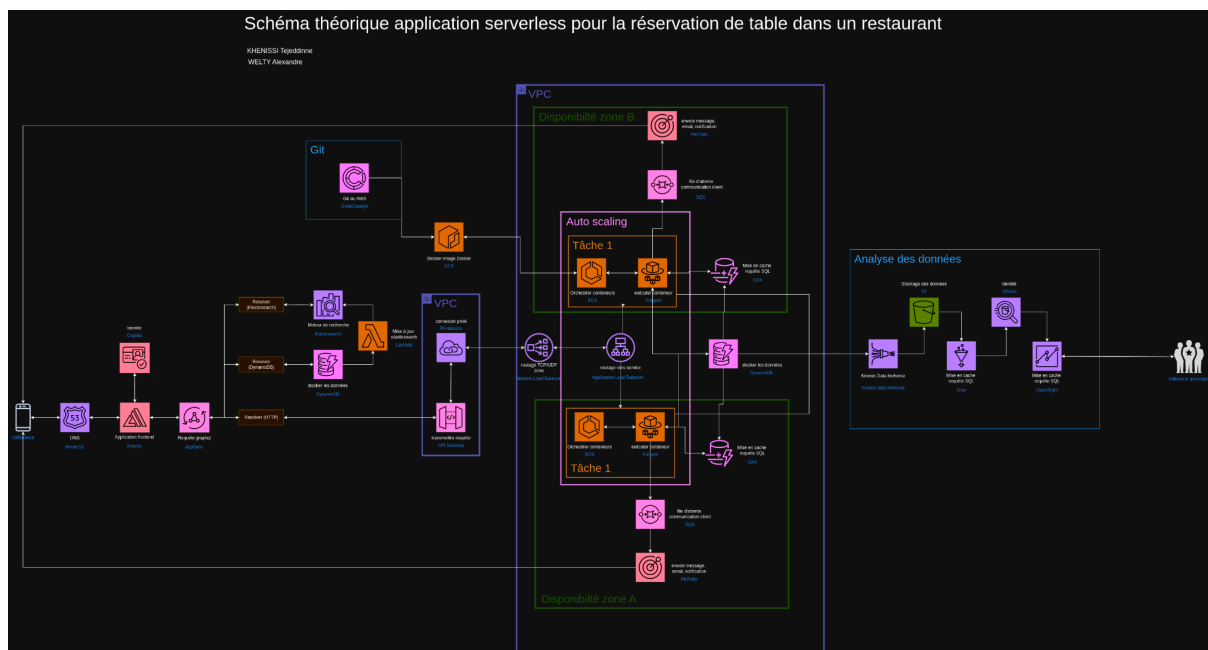 Schéma théorique application serverless pour la réservation de table dans un restaurant
KHENISSI Tejeddinne
WELTY Alexandre
VPC
Disponibilté zone B
envoie message,
email, notification
PinPoint
Git
Git de AWS
CodeCatalyst
file d'attente
communication client
SQS
Auto scaling
Tâche 1
Orchestrer conteneurs
ECS
exécuter conteneur
Fargate
Mise en cache
requête SQL
DAX
Stocker image Docker
ECR
Analyse des données
Stockage des données
S3
Identité
Athena
Kinesis Data Rehforse
Kinesis data firehose
Mise en cache
requête SQL
Glue
Mise en cache
requête SQL
QuickSight
Resolver
(Elasticsearch)
Moteur de recherche
Elasticsearch
Mise à jour
elasticsearch
Lambda
VPC
connexion privé
PrivateLink
Identité
Cognito
Resolver
(DynamoDB)
stocker les données
DynamoDB
routage TCP/UDP
zone
Network Load Balancer
routage vers service
Application Load Balancer
stocker les données
DynamoDB
Utilisateurs
DNS
Route 53
Application frontend
Amplify
Requête graphql
AppSync
Resolver (HTTP)
transmettre requête
API Gateway
Disponibilté zone A
Orchestrer conteneurs
ECS
exécuter conteneur
Fargate
Tâche 1
Mise en cache
requête SQL
DAX
file d'attente
communication client
SQS
envoie message,
email, notification
PinPoint